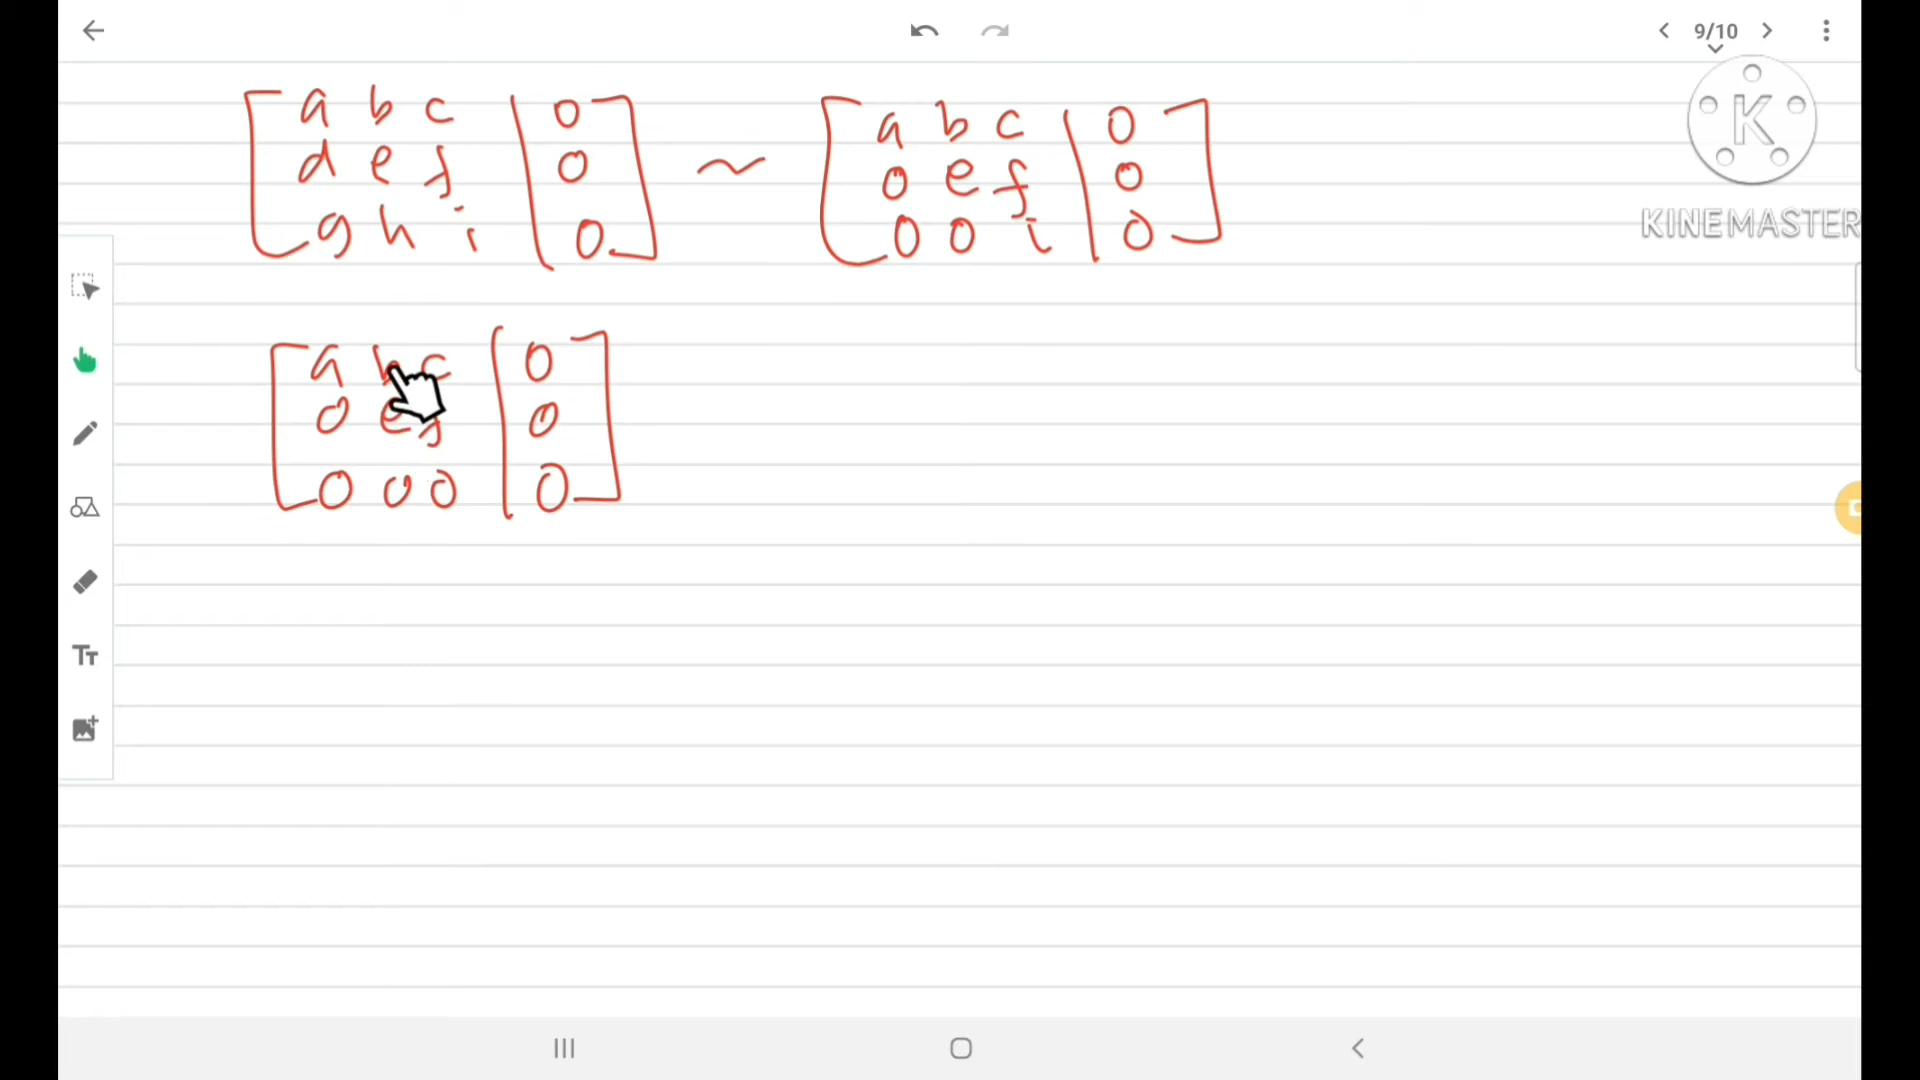 9/10
K
KINEMASTER
a b c | 0 ~ a b c | 0
d e f | 0 0 e f | 0
g h i | 0 0 0 i | 0
Tт
a b c | 0
0 e f | 0
0 0 0 | 0